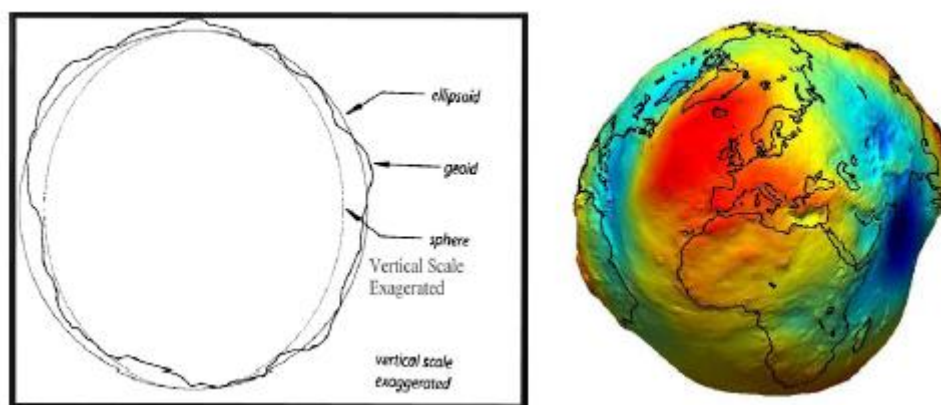 ellipsoid
geoid
sphere
Vertical Scale
Exagerated
vertical scale
exaggerated